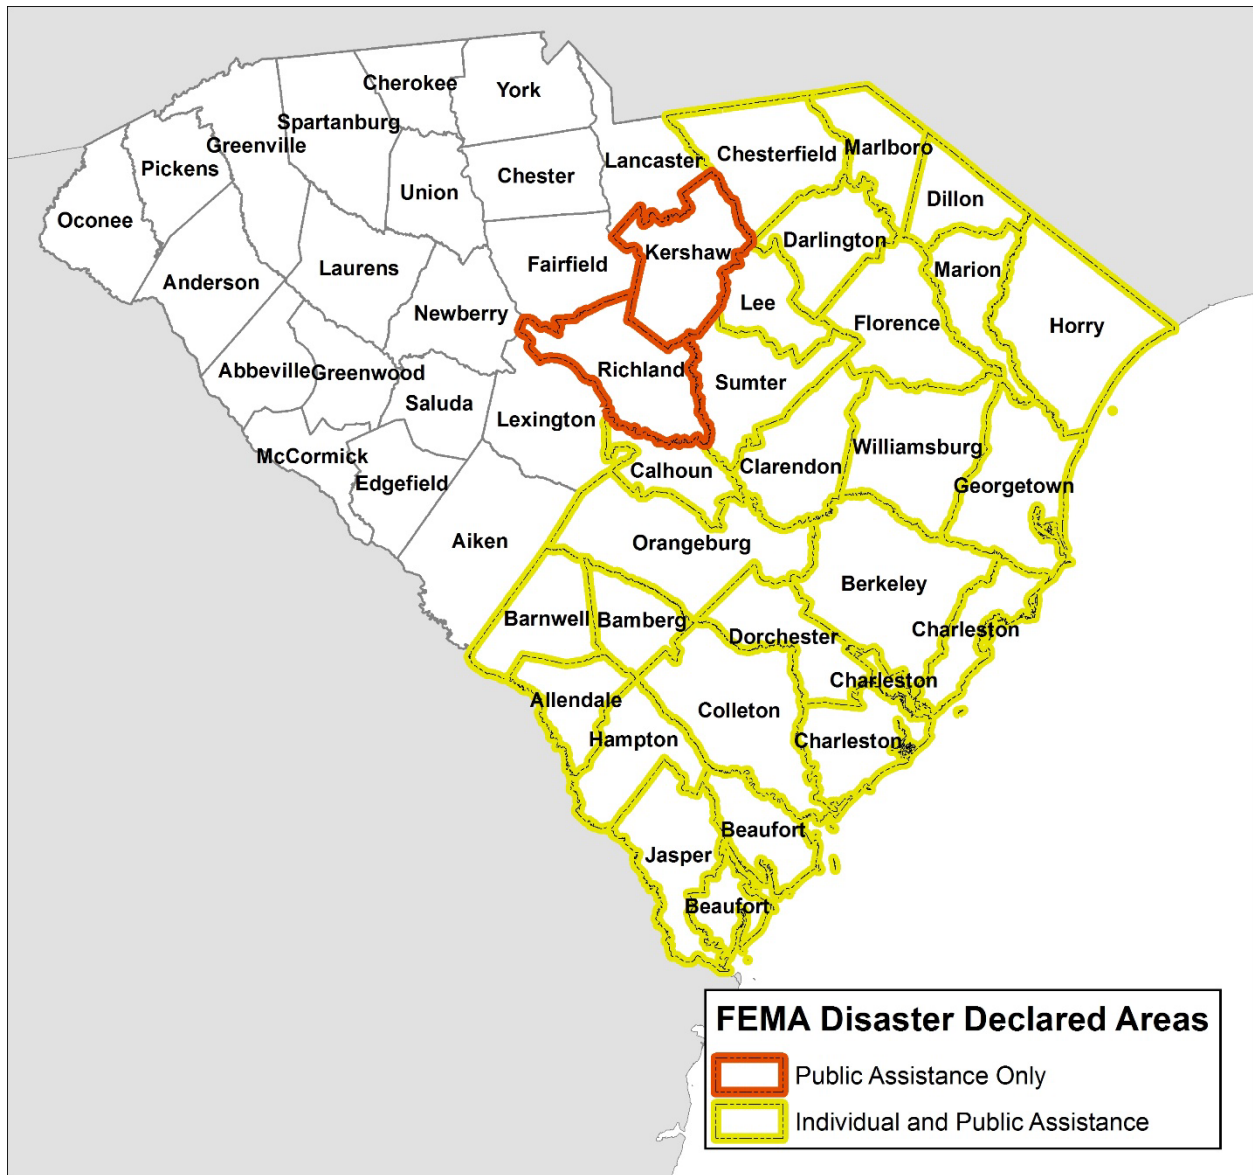 Cherokee
York
Spartanburg
Greenville
Pickens
Lancaster
Chesterfield
Marlboro
Chester
Union
Dillon
Oconee
Darlington
Kershaw
Fairfield
Laurens
Marion
Anderson
Lee
Newberry
Florence
Horry
Abbeville
Greenwood
Richland
Sumter
Saluda
Lexington
Williamsburg
McCormick
Calhoun
Clarendon
Edgefield
Georgetown
Aiken
Orangeburg
Berkeley
Barnwell
Bamberg
Dorchester
Charleston
Charleston
Allendale
Colleton
Hampton
Charleston
Beaufort
Jasper
Beaufort
FEMA Disaster Declared Areas
Public Assistance Only
Individual and Public Assistance